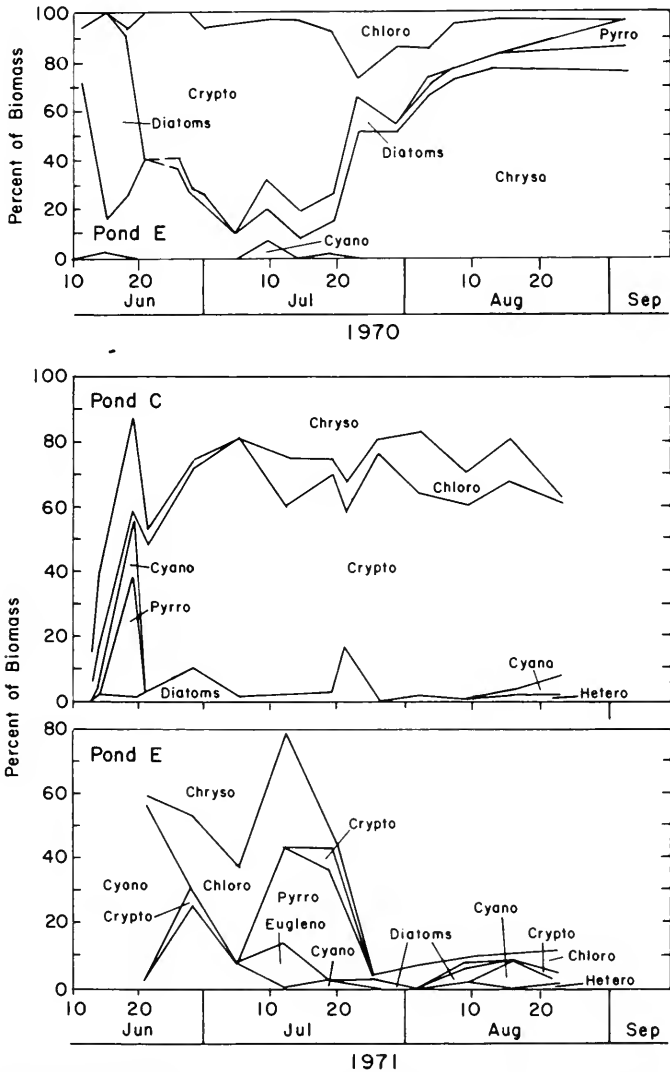 Percent of Biomass
100
80
60
40
20
0
Chloro
Pyrro
Crypto
Diatoms
Diatoms
Chryso
Pond E
Cyano
10 20 10 20 10 20
Jun Jul Aug Sep
1970
Percent of Biomass
100
80
60
40
20
0
Pond C
Chryso
Chloro
Cyano
Crypto
Pyrro
Cyano
Diatoms
Hetero
80
60
40
20
0
Pond E
Chryso
Crypto
Cyano
Chloro
Crypto
Pyrro
Eugleno
Cyano
Diatoms
Cyano
Crypto
Chloro
Hetero
10 20 10 20 10 20
Jun Jul Aug Sep
1971